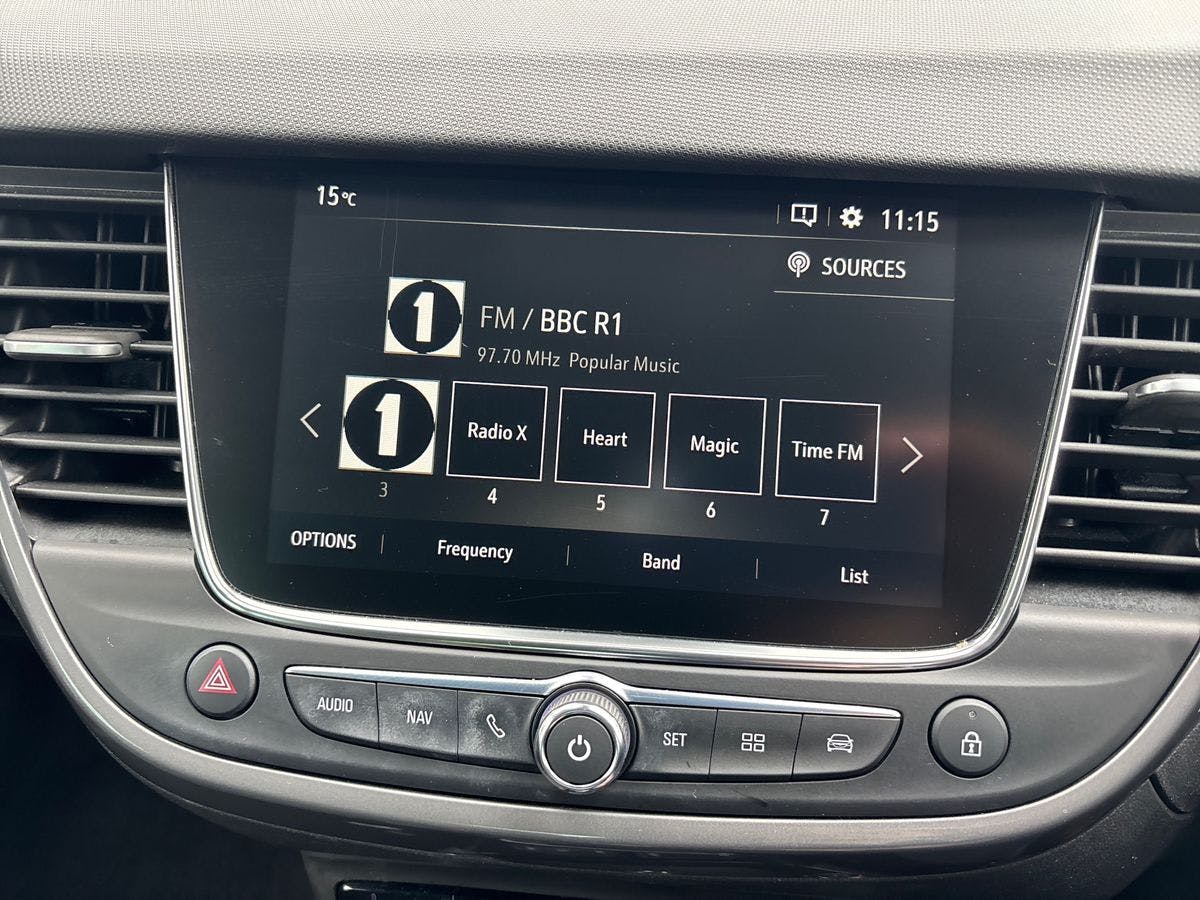 15°C
11:15
SOURCES
1
FM / BBC R1
97.70 MHz Popular Music
1 Radio X Heart Magic Time FM
3 4 5 6 7
OPTIONS Frequency Band List
AUDIO NAV SET